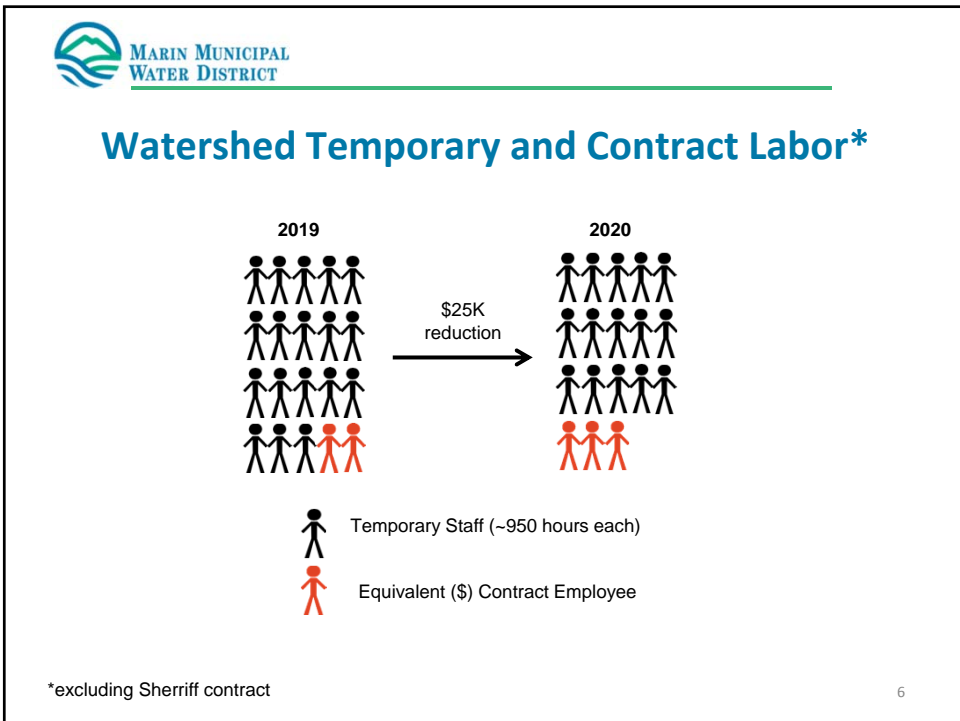 MARIN MUNICIPAL
WATER DISTRICT
Watershed Temporary and Contract Labor*
2019
2020
$25K
reduction
Temporary Staff (~950 hours each)
Equivalent ($) Contract Employee
*excluding Sherriff contract
6